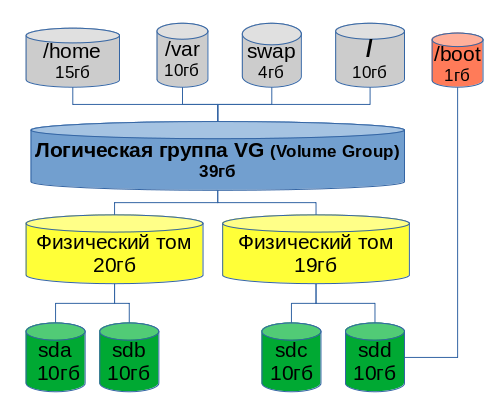 /home
15гб
/var
10гб
swap
4гб
/
10гб
/boot
1гб
Логическая группа VG (Volume Group)
39гб
Физический том
20гб
Физический том
19гб
sda
10гб
sdb
10гб
sdc
10гб
sdd
10гб